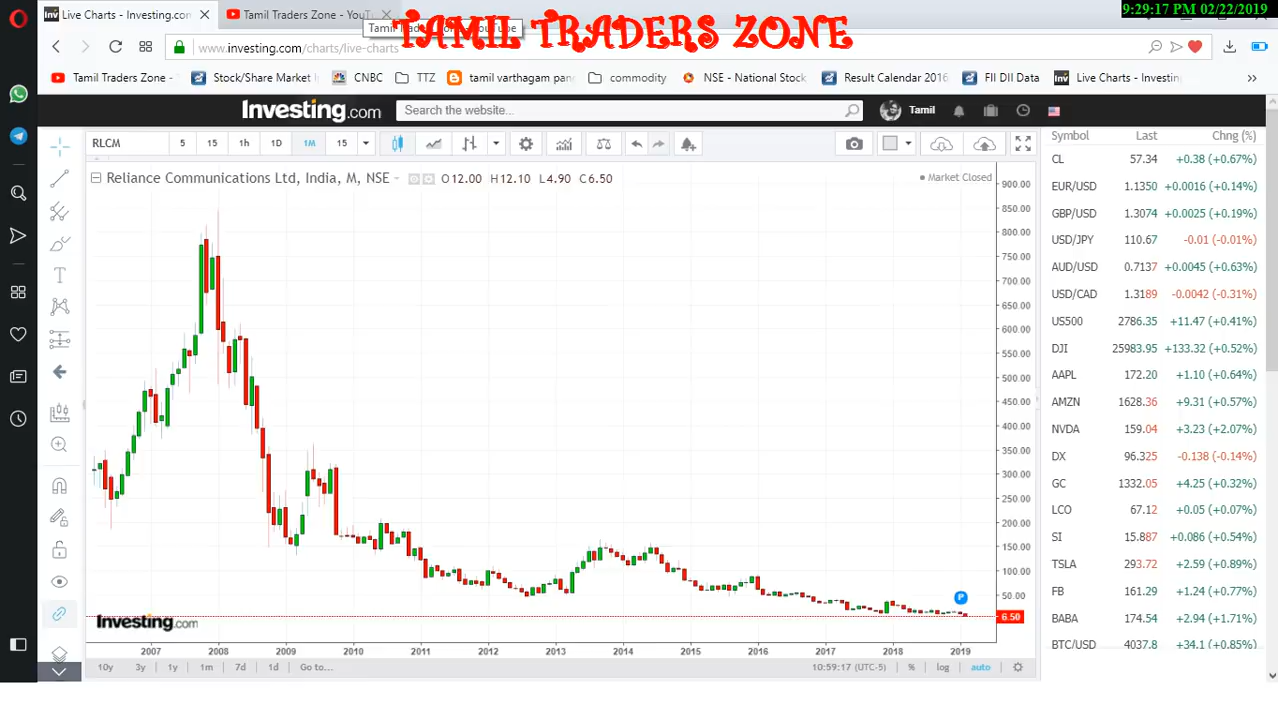 Live Charts - Investing.com
Tamil Traders Zone - YouT
9:29:17 PM 02/22/2019
TAMIL TRADERS ZONE
www.investing.com/charts/live-charts
Tamil Traders Zone -
Stock/Share Market
CNBC
TTZ
tamil varthagam pan
commodity
NSE - National Stock
Result Calendar 2016
FII DII Data
Live Charts - Investin
Investing.com
Search the website...
Tamil
RLCM
5
15
1h
1D
1M
15
Symbol Last Chng (%)
Reliance Communications Ltd, India, M, NSE
O12.00 H12.10 L4.90 C6.50
Market Closed
CL 57.34 +0.38 (+0.67%)
EUR/USD 1.1350 +0.0016 (+0.14%)
GBP/USD 1.3074 +0.0025 (+0.19%)
USD/JPY 110.67 -0.01 (-0.01%)
AUD/USD 0.7137 +0.0045 (+0.63%)
USD/CAD 1.3189 -0.0042 (-0.31%)
US500 2786.35 +11.47 (+0.41%)
DJI 25983.95 +133.32 (+0.52%)
AAPL 172.20 +1.10 (+0.64%)
AMZN 1628.36 +9.31 (+0.57%)
NVDA 159.04 +3.23 (+2.07%)
DX 96.325 -0.138 (-0.14%)
GC 1332.05 +4.25 (+0.32%)
LCO 67.12 +0.05 (+0.07%)
SI 15.887 +0.086 (+0.54%)
TSLA 293.72 +2.59 (+0.89%)
FB 161.29 +1.24 (+0.77%)
BABA 174.54 +2.94 (+1.71%)
BTC/USD 4037.8 +34.1 (+0.85%)
900.00
850.00
800.00
750.00
700.00
650.00
600.00
550.00
500.00
450.00
400.00
350.00
300.00
250.00
200.00
150.00
100.00
50.00
P
6.50
Investing.com
2007 2008 2009 2010 2011 2012 2013 2014 2015 2016 2017 2018 2019
10y 3y 1y 1m 7d 1d Go to...
10:59:17 (UTC-5) % log auto